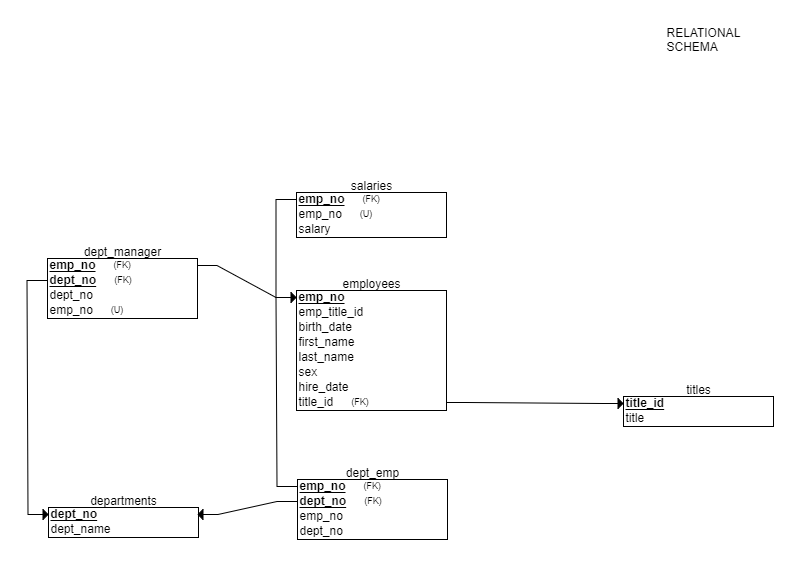 RELATIONAL
SCHEMA
salaries
emp_no (FK)
emp_no (U)
salary
dept_manager
emp_no (FK)
dept_no (FK)
dept_no
emp_no (U)
employees
emp_no
emp_title_id
birth_date
first_name
last_name
sex
hire_date
title_id (FK)
titles
title_id
title
dept_emp
emp_no (FK)
dept_no (FK)
emp_no
dept_no
departments
dept_no
dept_name